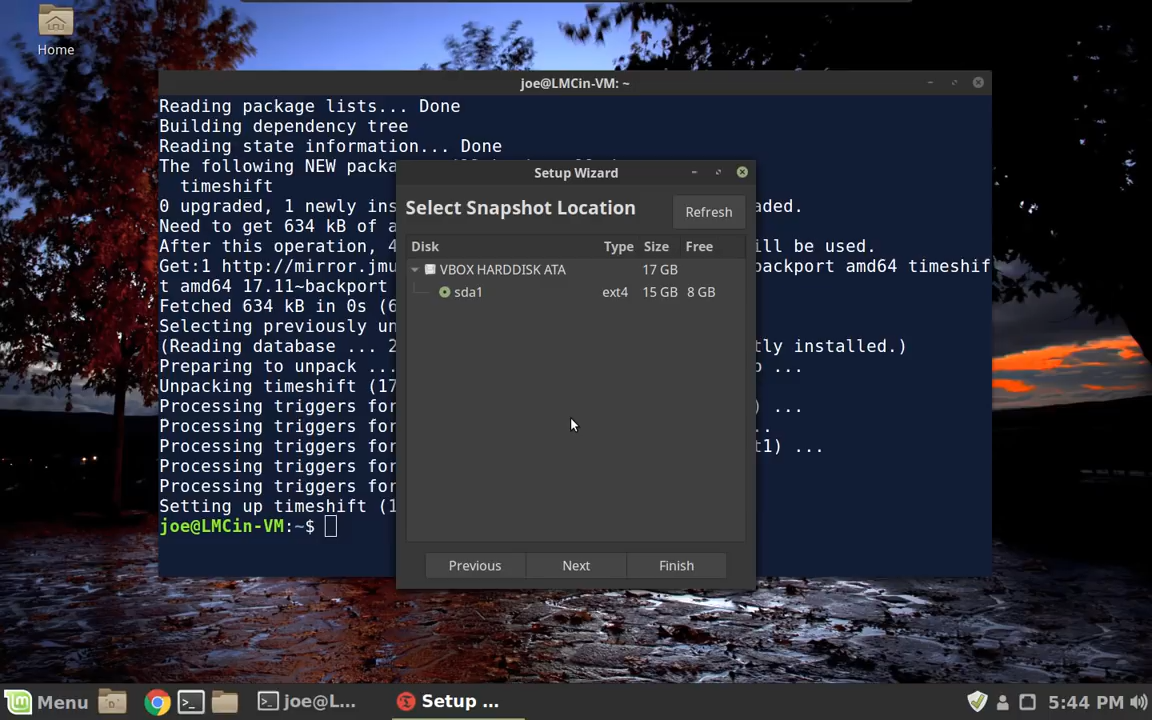 Home
joe@LMCin-VM: ~
Reading package lists... Done
Building dependency tree
Reading state information... Done
The following NEW packa
timeshift
0 upgraded, 1 newly ins
aded.
Need to get 634 kB of a
After this operation, 4
ill be used.
Get:1 http://mirror.jmu
backport amd64 timeshif
t amd64 17.11~backport
Fetched 634 kB in 0s (6
Selecting previously un
(Reading database ... 2
tly installed.)
Preparing to unpack ...
...
Unpacking timeshift (17
Processing triggers for
) ...
Processing triggers for
..
Processing triggers for
t1) ...
Processing triggers for
Processing triggers for
Setting up timeshift (1
joe@LMCin-VM:~$
Setup Wizard
Select Snapshot Location
Refresh
Disk Type Size Free
VBOX HARDDISK ATA 17 GB
sda1 ext4 15 GB 8 GB
Previous Next Finish
Menu joe@L... Setup ... 5:44 PM